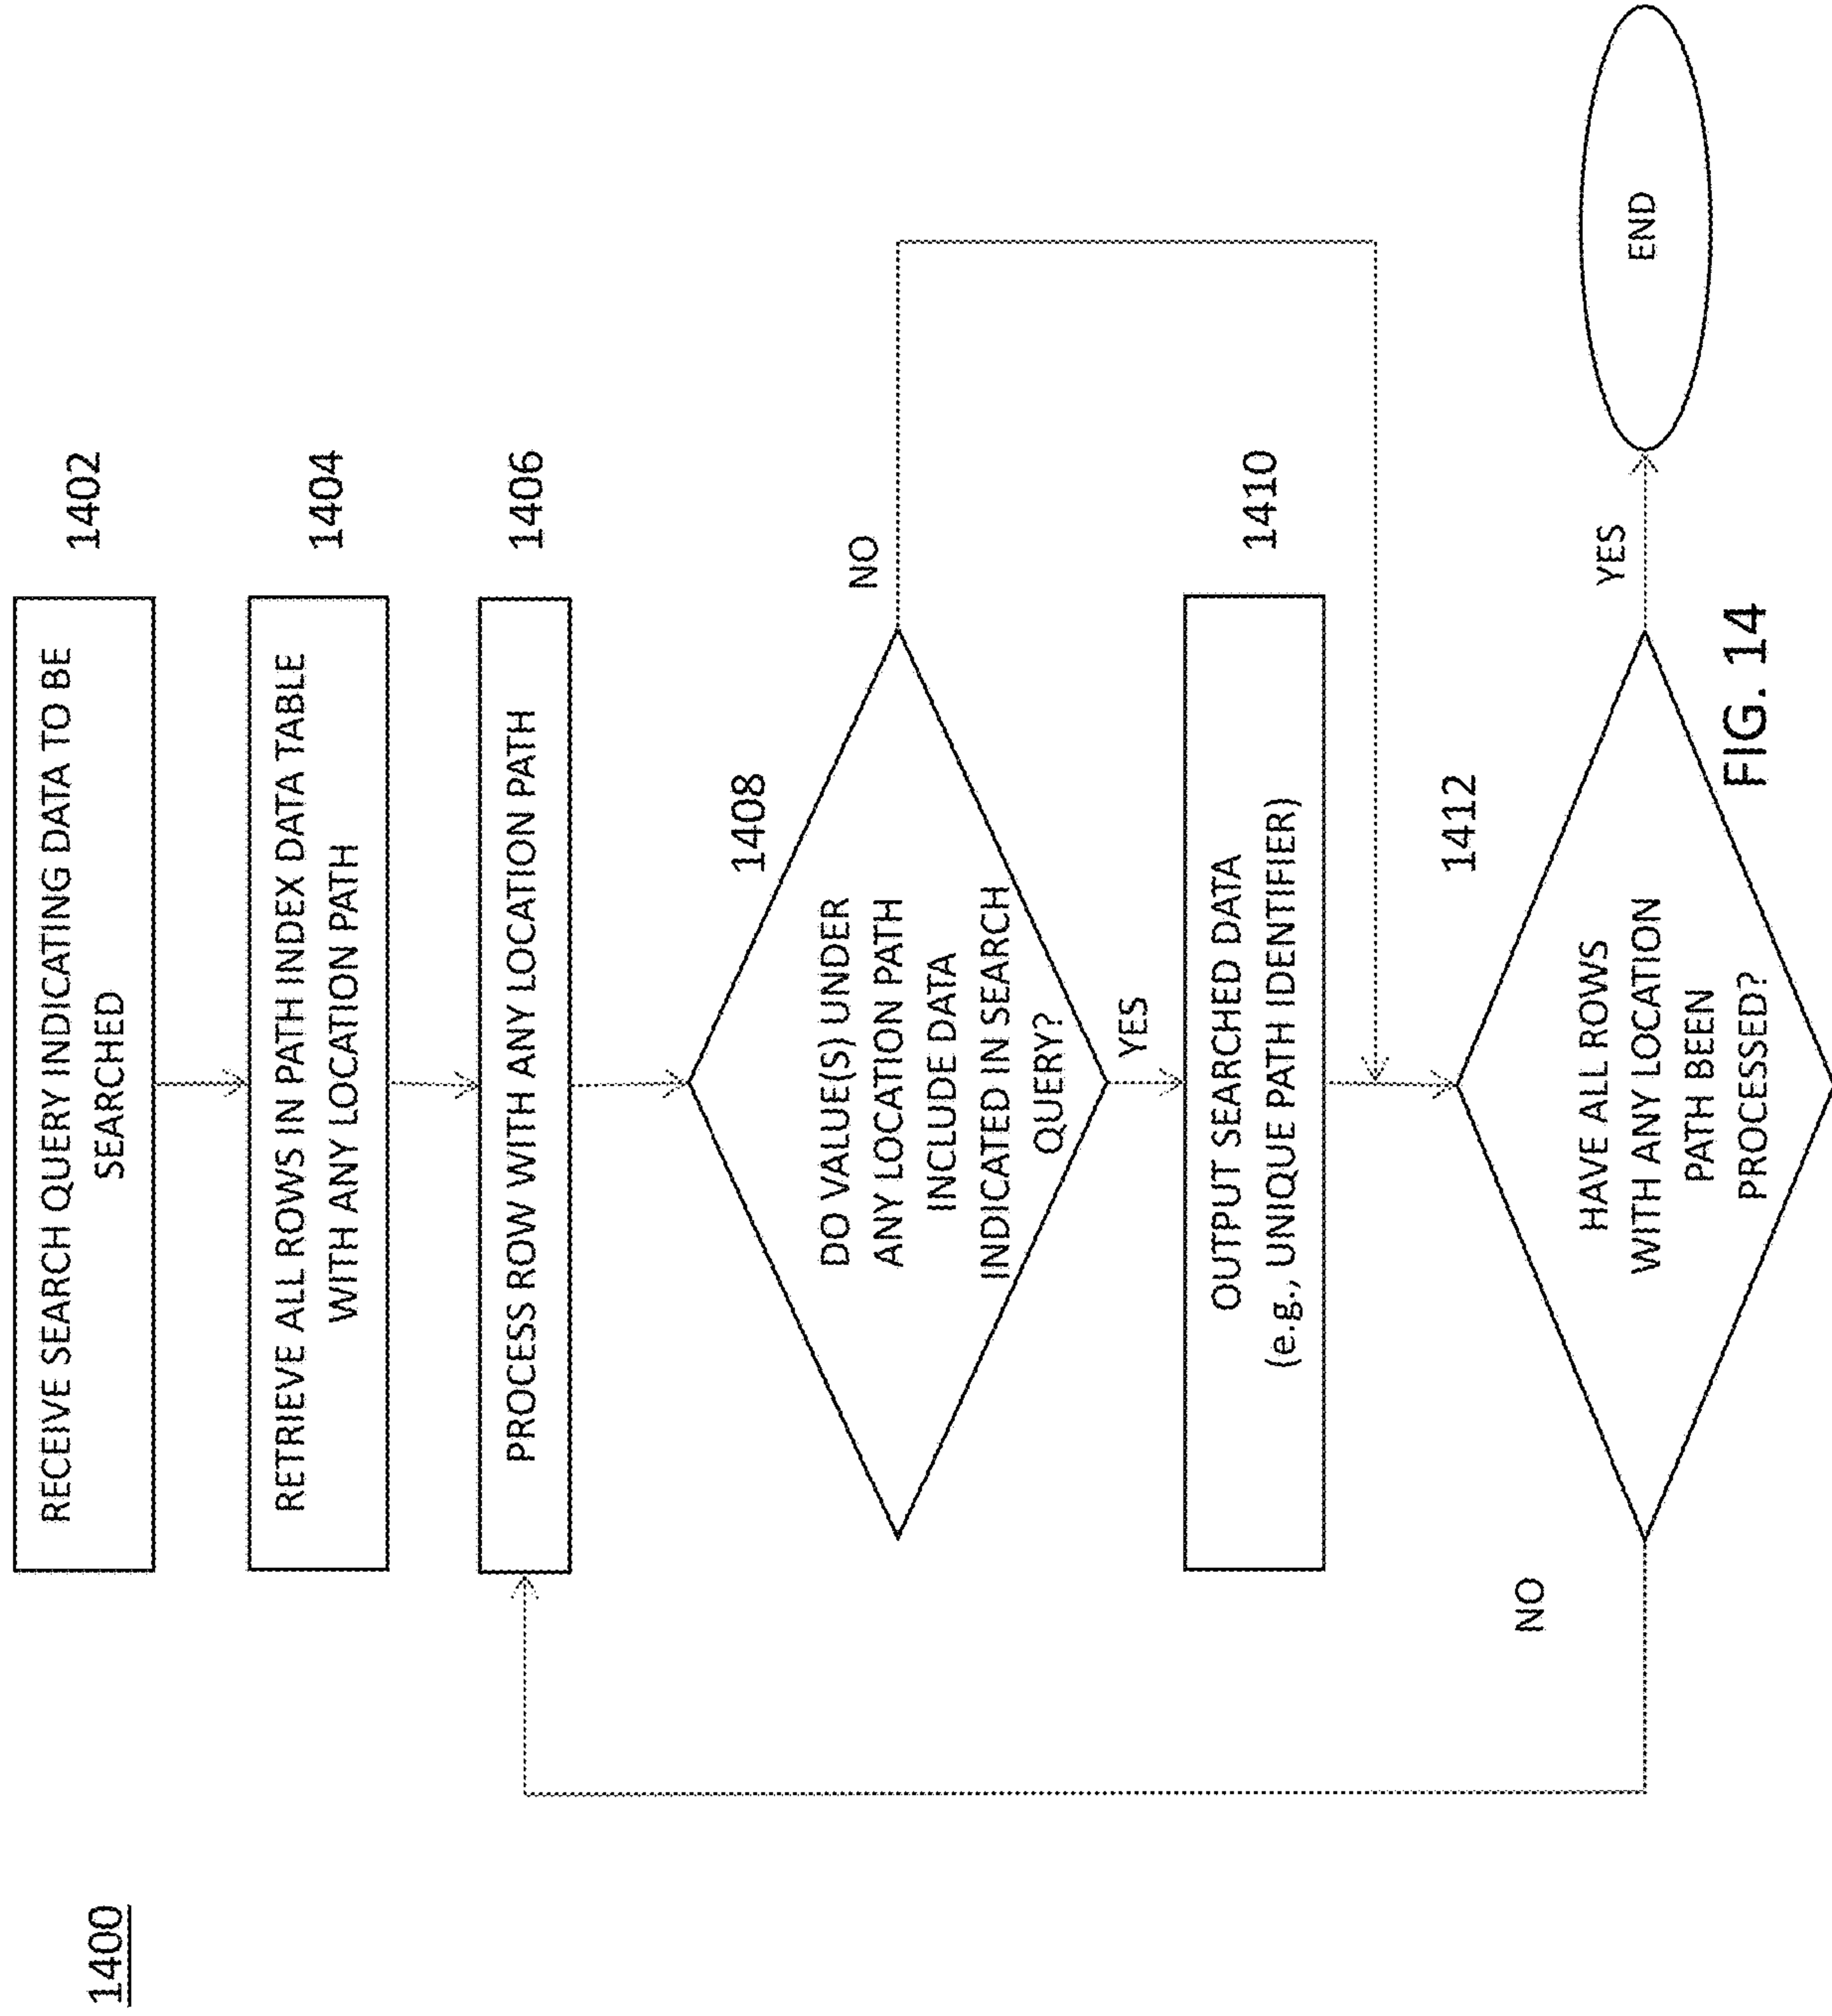 1400
RECEIVE SEARCH QUERY INDICATING DATA TO BE
SEARCHED
1402
RETRIEVE ALL ROWS IN PATH INDEX DATA TABLE
WITH ANY LOCATION PATH
1404
PROCESS ROW WITH ANY LOCATION PATH
1406
1408
DO VALUE(S) UNDER
ANY LOCATION PATH
INCLUDE DATA
INDICATED IN SEARCH
QUERY?
NO
YES
OUTPUT SEARCHED DATA
(e.g., UNIQUE PATH IDENTIFIER)
1410
1412
HAVE ALL ROWS
WITH ANY LOCATION
PATH BEEN
PROCESSED?
NO
YES
END
FIG. 14